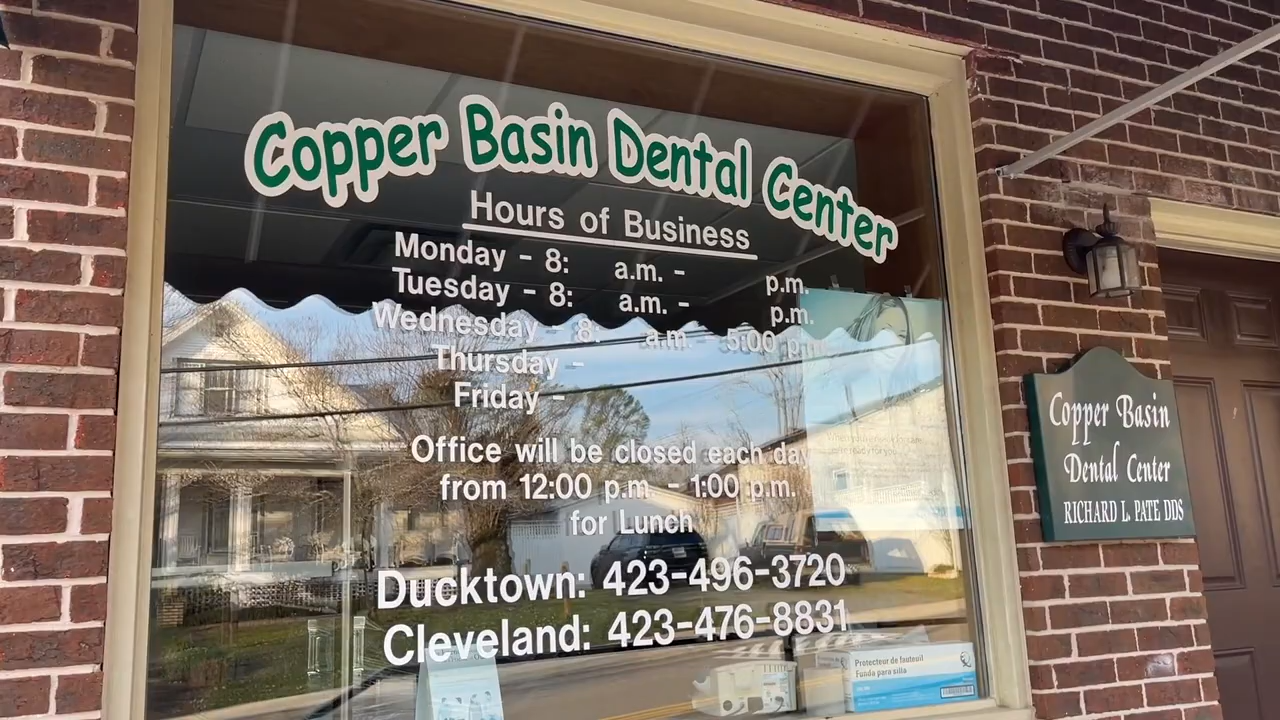 Copper Basin Dental Center
Hours of Business
Monday - 8: a.m. - p.m.
Tuesday - 8: a.m. - p.m.
Wednesday - 8: a.m. - 5:00 p.m.
Thursday -
Friday -
Office will be closed each day
from 12:00 p.m. - 1:00 p.m.
for Lunch
Ducktown: 423-496-3720
Cleveland: 423-476-8831
Copper Basin
Dental Center
RICHARD L. PATE DDS
Protecteur de fauteuil
Funda para silla